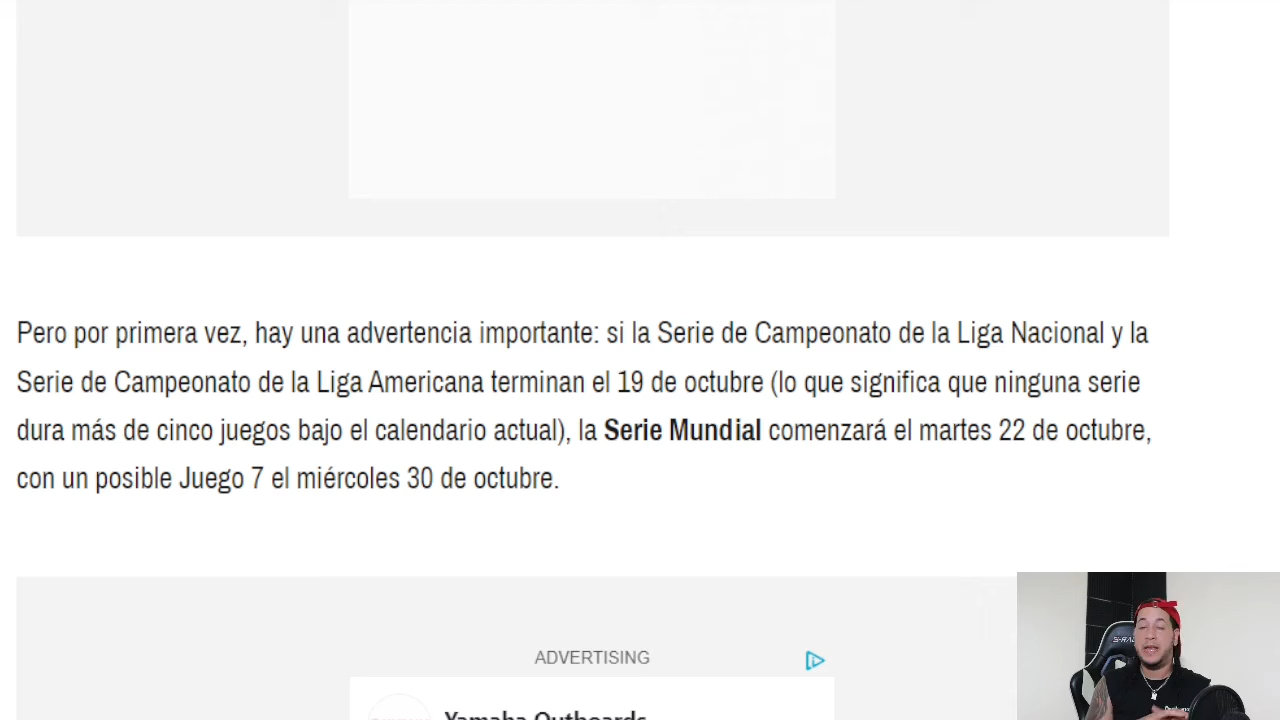 Pero por primera vez, hay una advertencia importante: si la Serie de Campeonato de la Liga Nacional y la
Serie de Campeonato de la Liga Americana terminan el 19 de octubre (lo que significa que ninguna serie
dura más de cinco juegos bajo el calendario actual), la Serie Mundial comenzará el martes 22 de octubre,
con un posible Juego 7 el miércoles 30 de octubre.
ADVERTISING
Yamaha Outboards